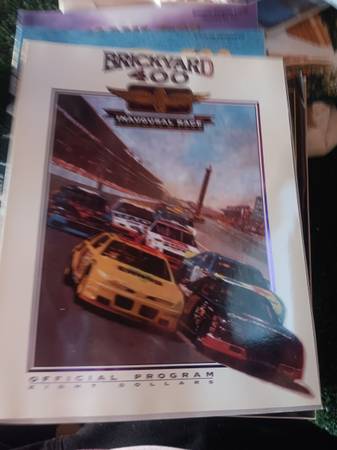 BRICKYARD
400
INAUGURAL RACE
OFFICIAL PROGRAM
EIGHT DOLLARS